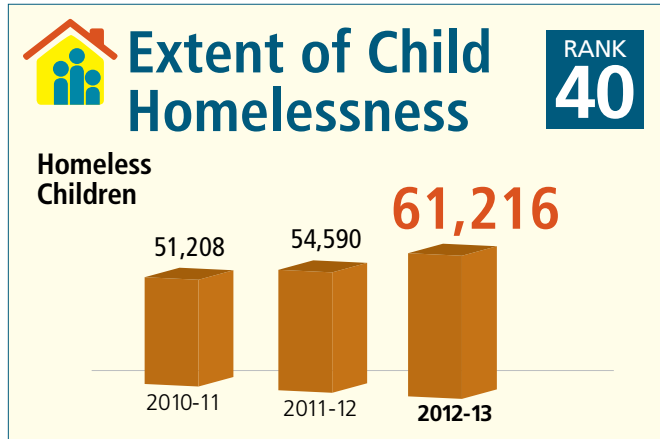 Extent of Child
Homelessness
RANK
40
Homeless
Children
51,208
54,590
61,216
2010-11
2011-12
2012-13